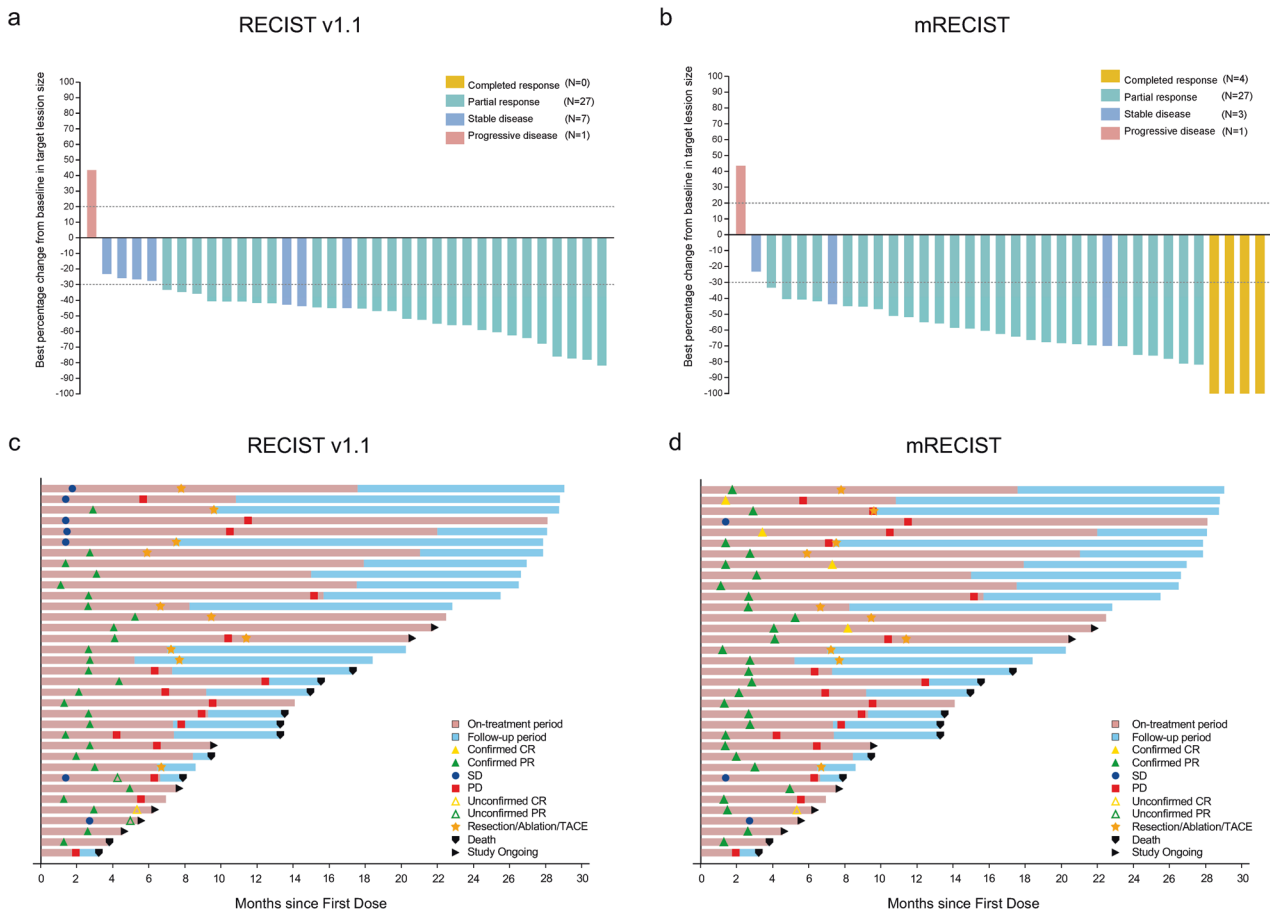 a
RECIST v1.1
Best percentage change from baseline in target lession size
100
90
80
70
60
50
40
30
20
10
0
-10
-20
-30
-40
-50
-60
-70
-80
-90
-100
Completed response (N=0)
Partial response (N=27)
Stable disease (N=7)
Progressive disease (N=1)
b
mRECIST
Best percentage change from baseline in target lession size
100
90
80
70
60
50
40
30
20
10
0
-10
-20
-30
-40
-50
-60
-70
-80
-90
-100
Completed response (N=4)
Partial response (N=27)
Stable disease (N=3)
Progressive disease (N=1)
c
RECIST v1.1
On-treatment period
Follow-up period
Confirmed CR
Confirmed PR
SD
PD
Unconfirmed CR
Unconfirmed PR
Resection/Ablation/TACE
Death
Study Ongoing
0 2 4 6 8 10 12 14 16 18 20 22 24 26 28 30
Months since First Dose
d
mRECIST
On-treatment period
Follow-up period
Confirmed CR
Confirmed PR
SD
PD
Unconfirmed CR
Unconfirmed PR
Resection/Ablation/TACE
Death
Study Ongoing
0 2 4 6 8 10 12 14 16 18 20 22 24 26 28 30
Months since First Dose